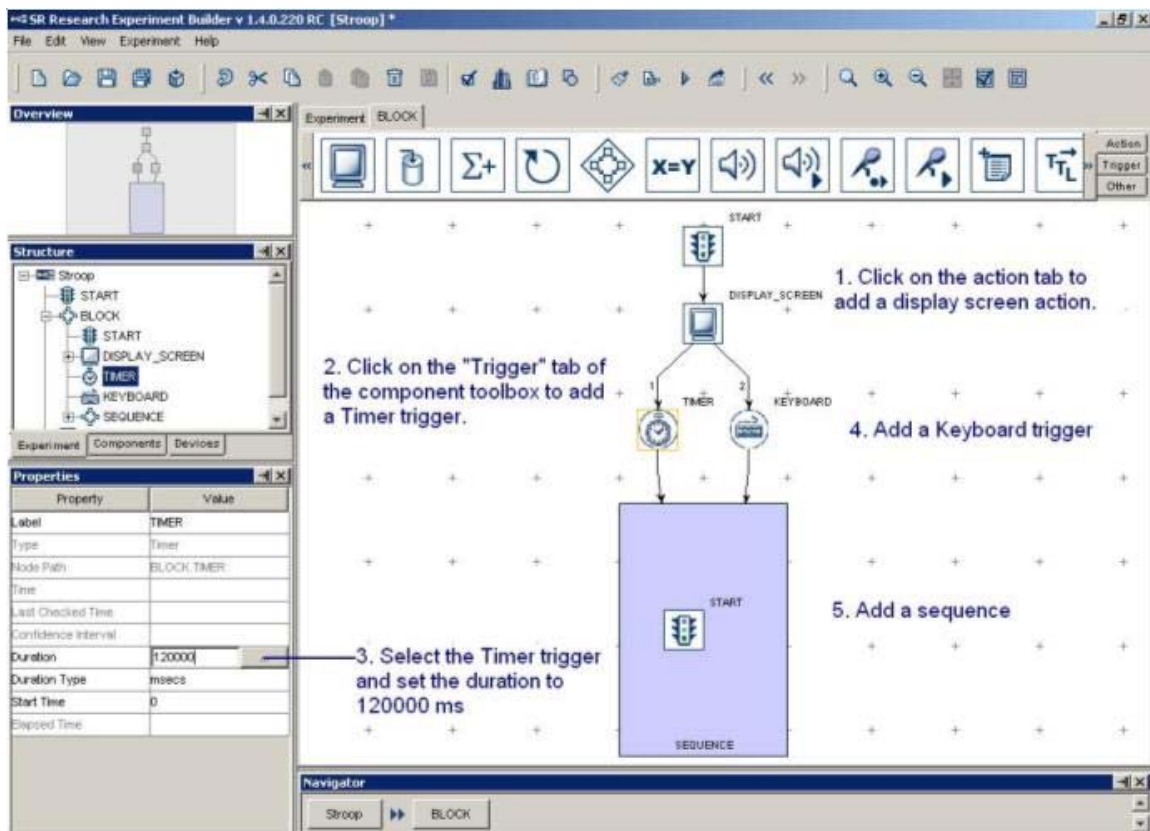 SR Research Experiment Builder v 1.4.0.220 RC [Stroop] *
File Edit View Experiment Help
Overview
Experiment BLOCK
Σ+
X=Y
TTL
Action
Trigger
Other
Structure
Stroop
START
BLOCK
START
DISPLAY_SCREEN
TIMER
KEYBOARD
SEQUENCE
Experiment Components Devices
Properties
Property Value
Label TIMER
Type Timer
Node Path BLOCK.TIMER
Time
Last Checked Time
Confidence Interval
Duration 120000
Duration Type msecs
Start Time 0
Elapsed Time
START
1. Click on the action tab to
add a display screen action.
DISPLAY_SCREEN
2. Click on the "Trigger" tab of
the component toolbox to add
a Timer trigger.
1 2
TIMER KEYBOARD
4. Add a Keyboard trigger
START
5. Add a sequence
3. Select the Timer trigger
and set the duration to
120000 ms
SEQUENCE
Navigator
Stroop BLOCK